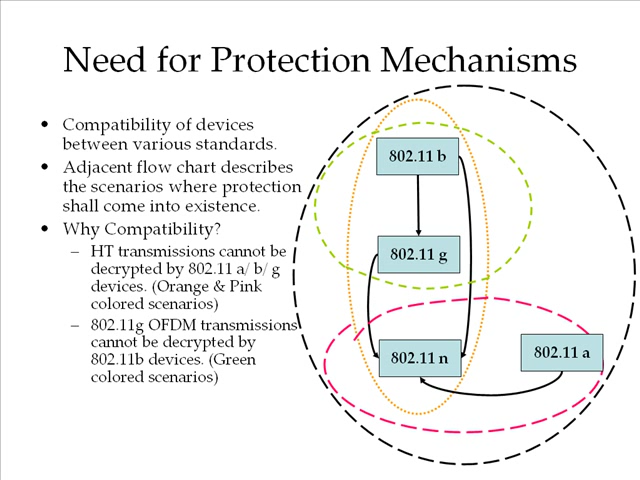 Need for Protection Mechanisms
• Compatibility of devices
between various standards.
• Adjacent flow chart describes
the scenarios where protection
shall come into existence.
• Why Compatibility?
– HT transmissions cannot be
decrypted by 802.11 a/ b/ g
devices. (Orange & Pink
colored scenarios)
– 802.11g OFDM transmissions
cannot be decrypted by
802.11b devices. (Green
colored scenarios)
802.11 b
802.11 g
802.11 n
802.11 a